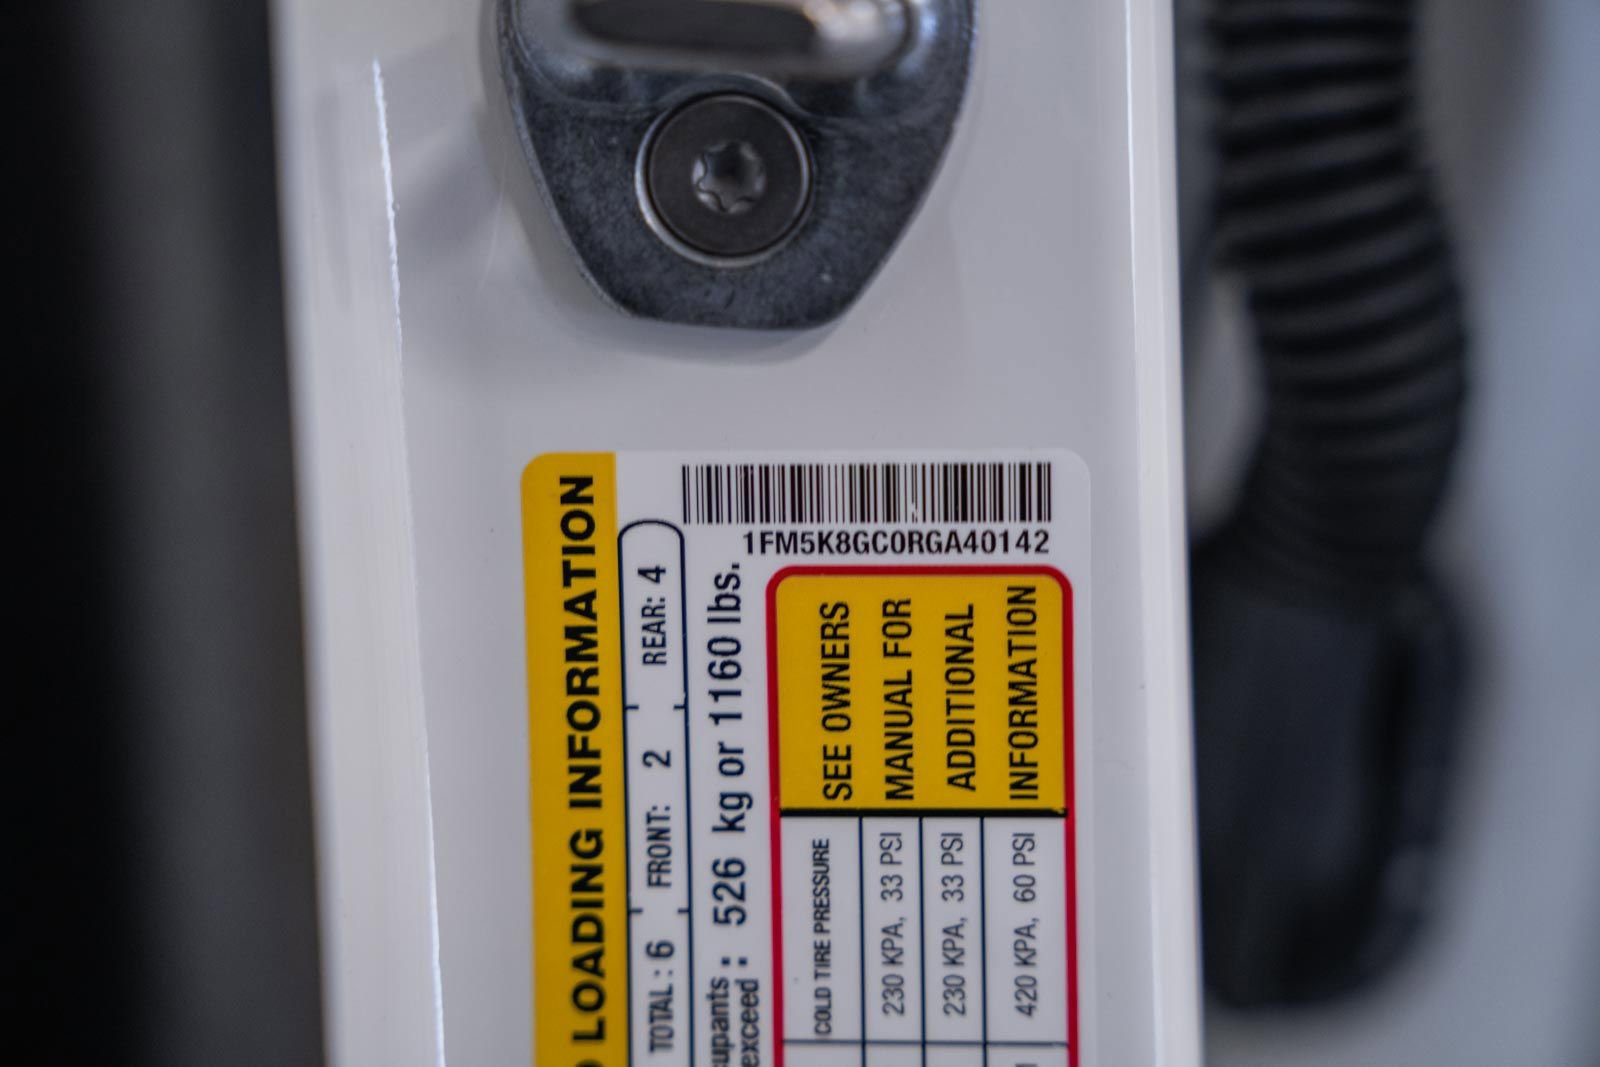 1FM5K8GC0RGA40142
LOADING INFORMATION
TOTAL : 6 FRONT: 2 REAR: 4
: 526 kg or 1160 lbs.
exceed :
SEE OWNERS
MANUAL FOR
ADDITIONAL
INFORMATION
COLD TIRE PRESSURE
230 KPA, 33 PSI
230 KPA, 33 PSI
420 KPA, 60 PSI